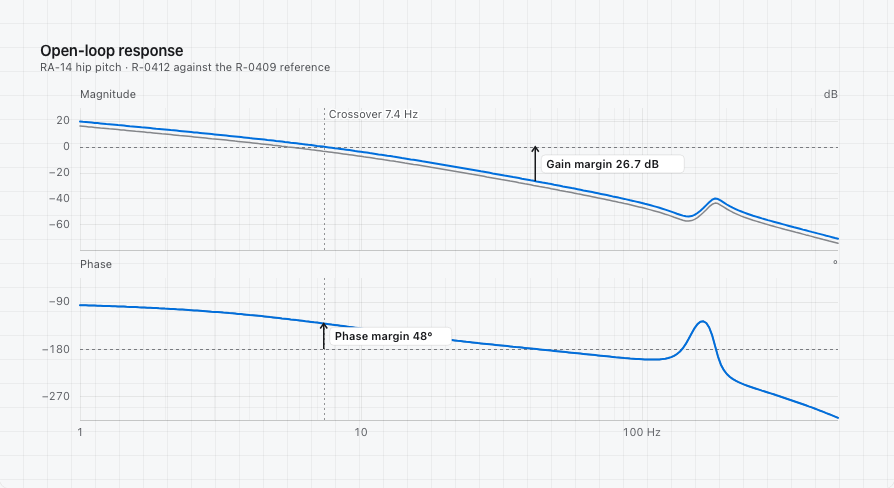 Open-loop response
RA-14 hip pitch · R-0412 against the R-0409 reference
Magnitude
dB
Crossover 7.4 Hz
20
0
Gain margin 26.7 dB
−20
−40
−60
Phase
°
−90
Phase margin 48°
−180
−270
1
10
100 Hz